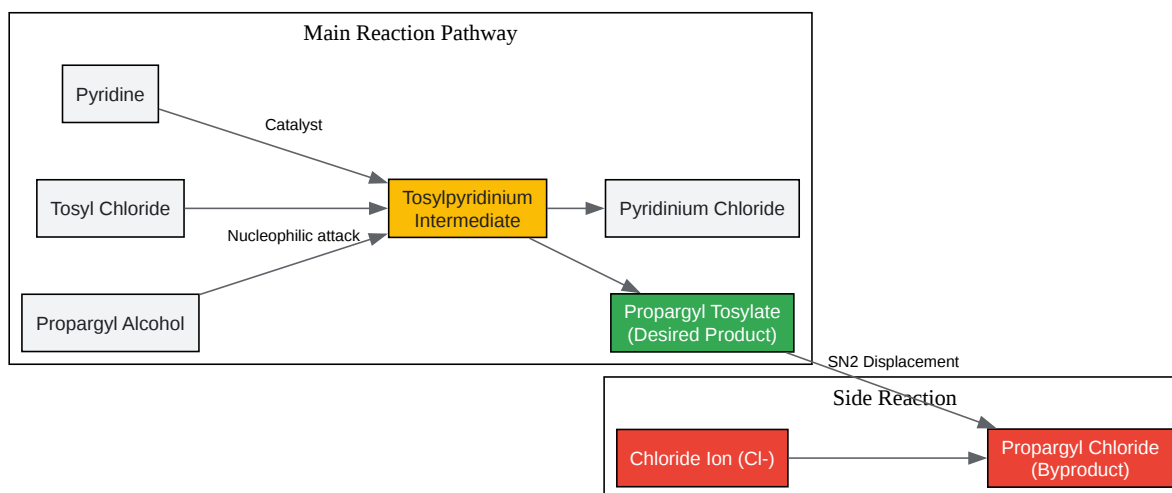 Main Reaction Pathway
Pyridine
Catalyst
Tosyl Chloride
Tosylpyridinium
Intermediate
Pyridinium Chloride
Nucleophilic attack
Propargyl Alcohol
Propargyl Tosylate
(Desired Product)
SN2 Displacement
Side Reaction
Chloride Ion (Cl-)
Propargyl Chloride
(Byproduct)